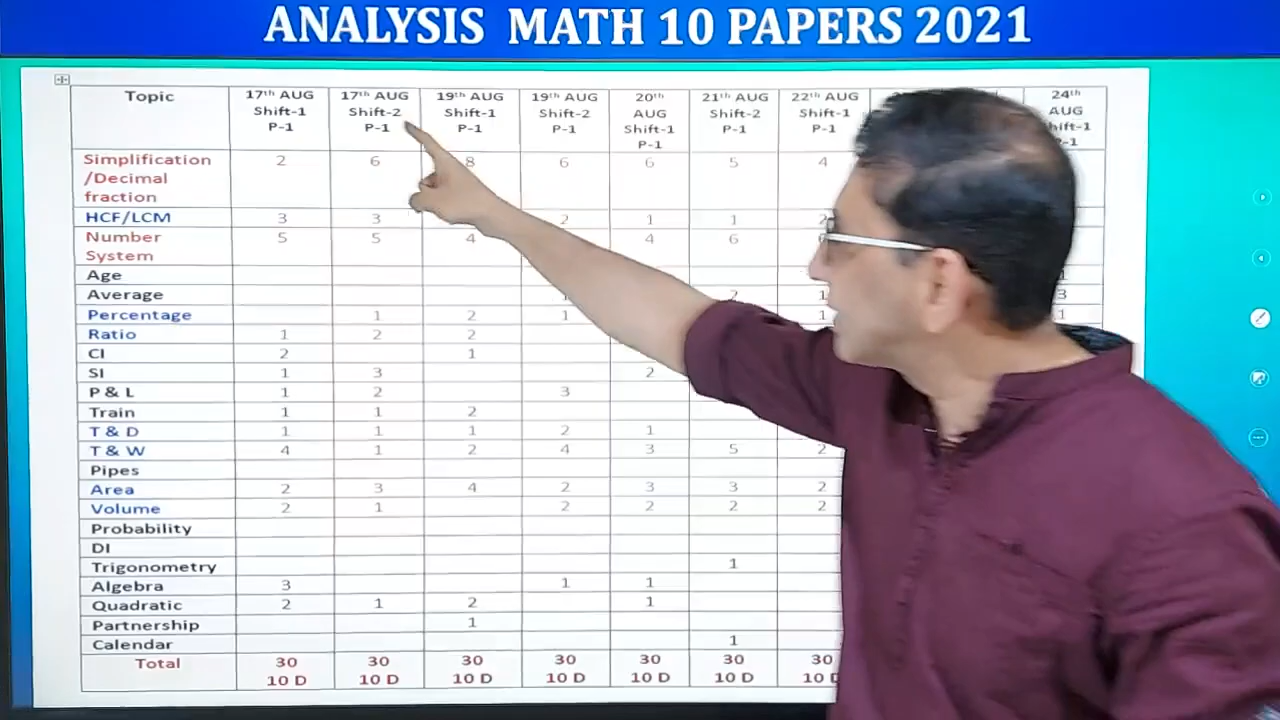 ANALYSIS MATH 10 PAPERS 2021
Topic 17th AUG Shift-1 P-1 17th AUG Shift-2 P-1 19th AUG Shift-1 P-1 19th AUG Shift-2 P-1 20th AUG Shift-1 P-1 21th AUG Shift-2 P-1 22th AUG Shift-1 P-1 24th AUG
Simplification /Decimal fraction 2 6 8 6 6 5 4
HCF/LCM 3 3 2 1 1 2
Number System 5 5 4 4 6
Age
Average 2 1 3
Percentage 1 2 1 1 1
Ratio 1 2 2
CI 2 1
SI 1 3 2
P & L 1 2 3
Train 1 1 2
T & D 1 1 1 2 1
T & W 4 1 2 4 3 5 2
Pipes
Area 2 3 4 2 3 3 2
Volume 2 1 2 2 2 2
Probability
DI
Trigonometry 1
Algebra 3 1 1
Quadratic 2 1 2 1
Partnership 1
Calendar 1
Total 30 30 30 30 30 30 30
10 D 10 D 10 D 10 D 10 D 10 D 10 D